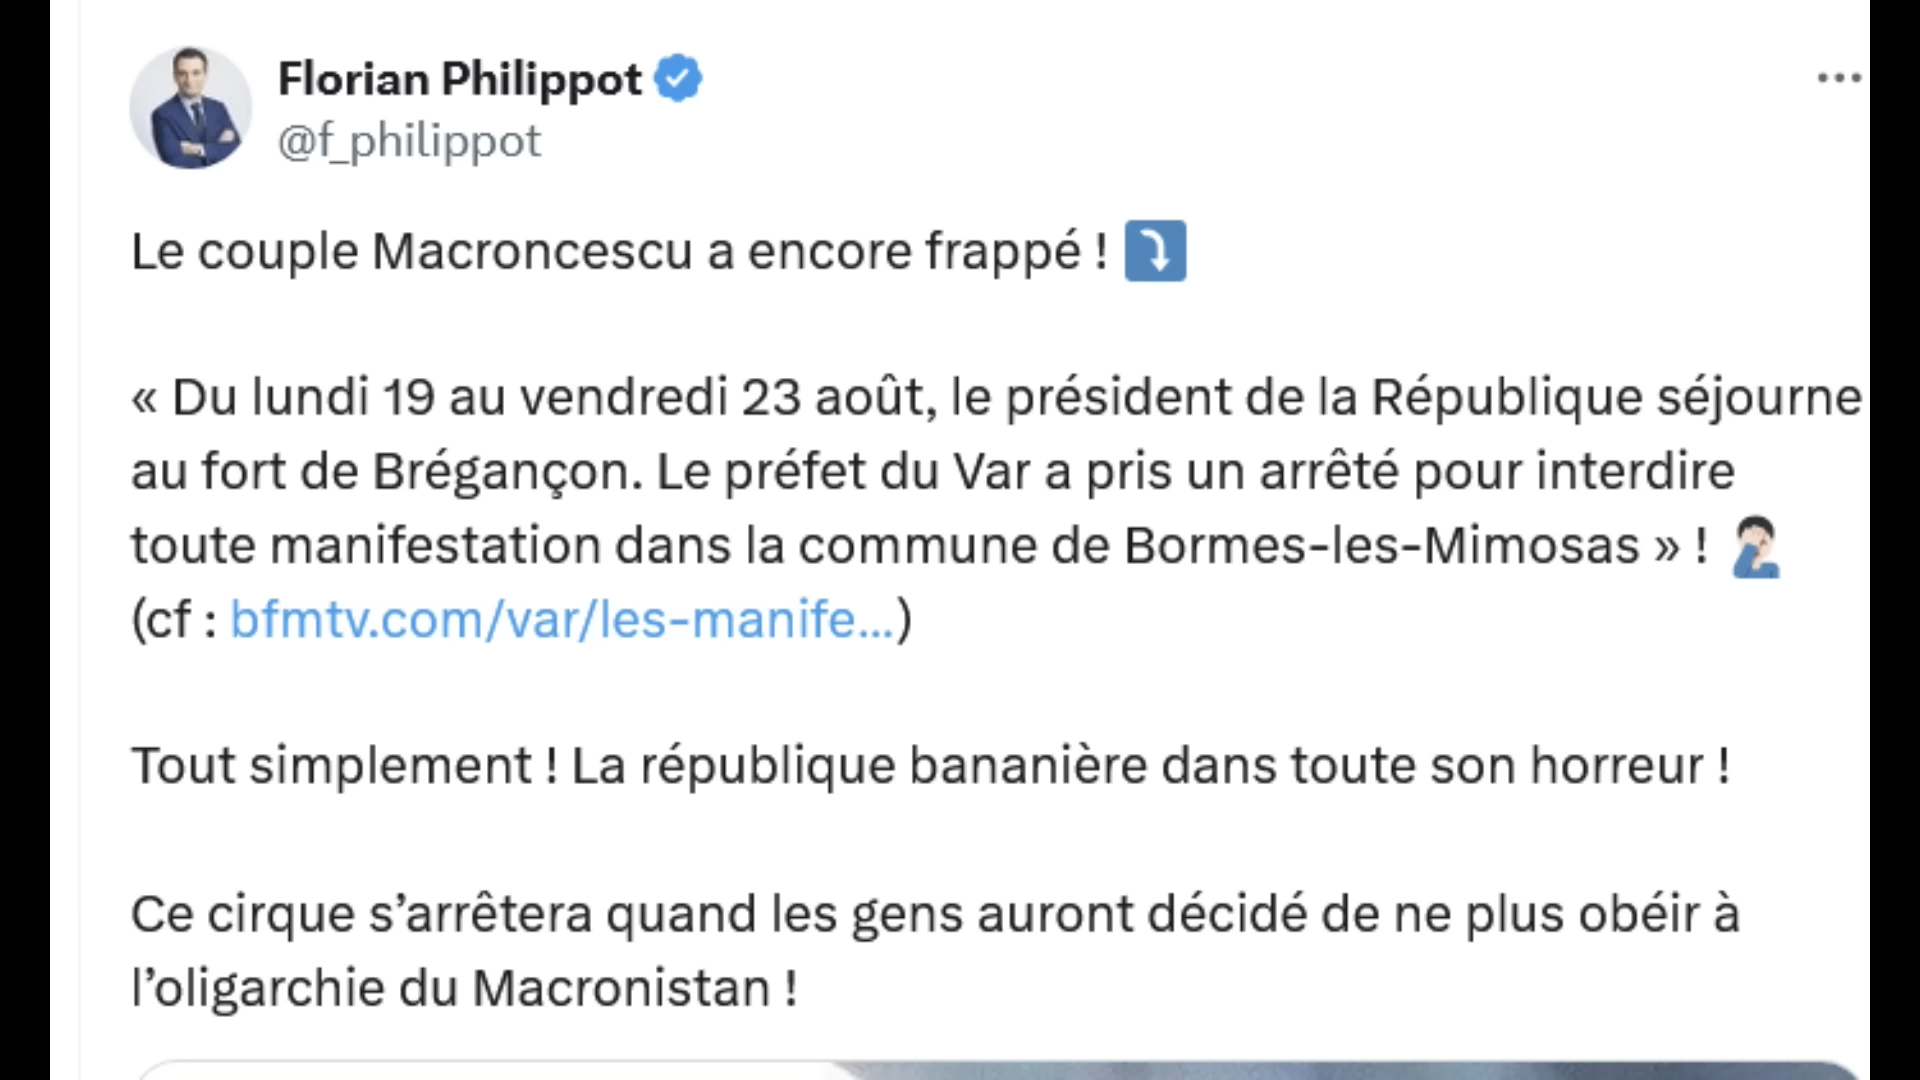 Florian Philippot
@f_philippot
Le couple Macroncescu a encore frappé !
« Du lundi 19 au vendredi 23 août, le président de la République séjourne
au fort de Brégançon. Le préfet du Var a pris un arrêté pour interdire
toute manifestation dans la commune de Bormes-les-Mimosas » !
(cf : bfmtv.com/var/les-manife…)
Tout simplement ! La république bananière dans toute son horreur !
Ce cirque s’arrêtera quand les gens auront décidé de ne plus obéir à
l’oligarchie du Macronistan !